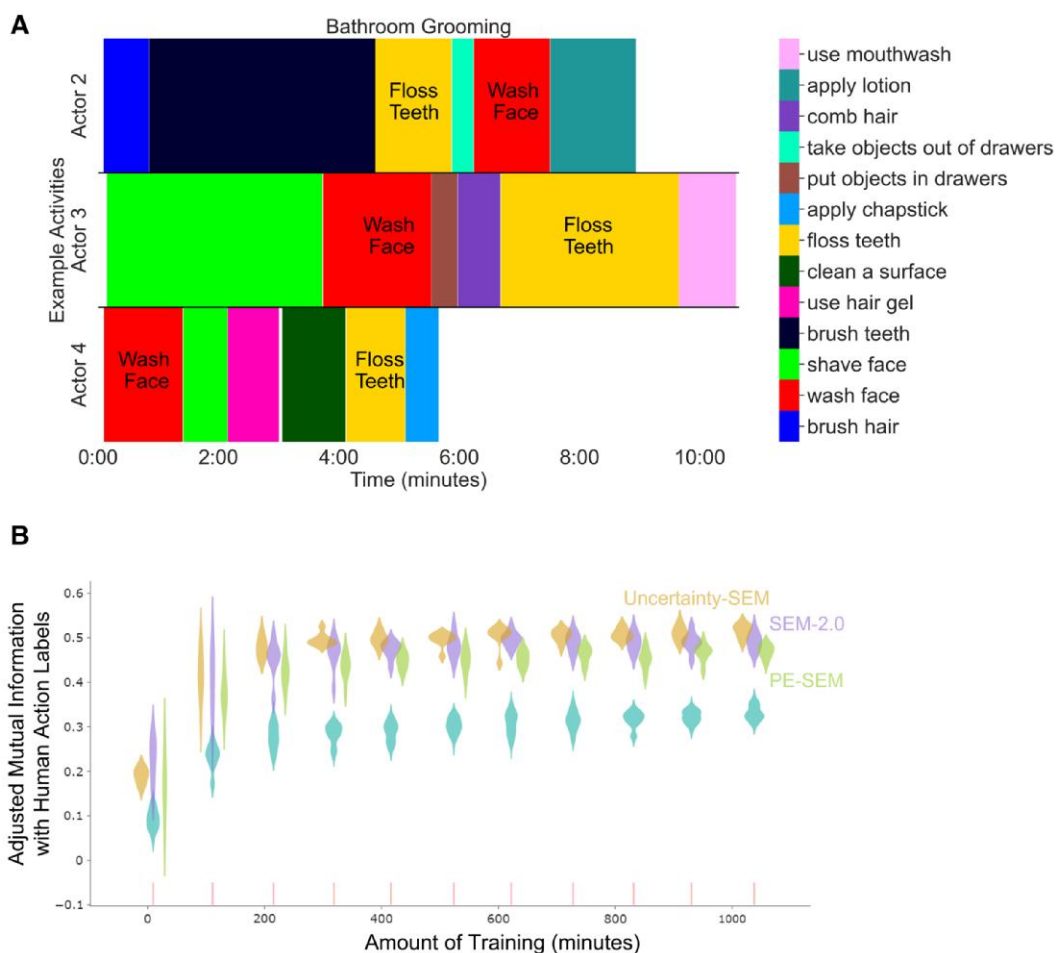 A
Bathroom Grooming
Example Activities
Actor 2
Actor 3
Actor 4
Floss
Teeth
Wash
Face
Wash
Face
Floss
Teeth
Wash
Face
Floss
Teeth
0:00 2:00 4:00 6:00 8:00 10:00
Time (minutes)
use mouthwash
apply lotion
comb hair
take objects out of drawers
put objects in drawers
apply chapstick
floss teeth
clean a surface
use hair gel
brush teeth
shave face
wash face
brush hair
B
Adjusted Mutual Information
with Human Action Labels
0.6
0.5
0.4
0.3
0.2
0.1
0
−0.1
Uncertainty-SEM
SEM-2.0
PE-SEM
0 200 400 600 800 1000
Amount of Training (minutes)